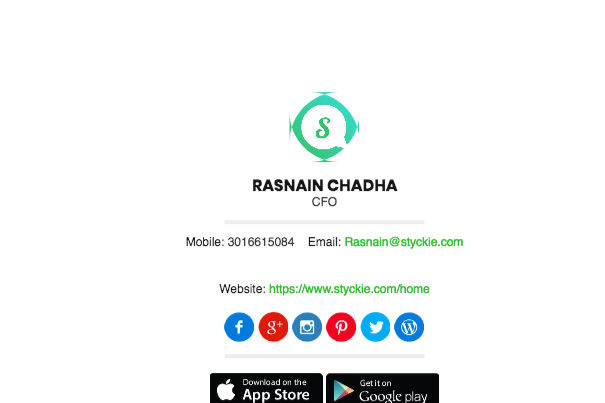 S
RASNAIN CHADHA
CFO
Mobile: 3016615084 Email: Rasnain@styckie.com
Website: https://www.styckie.com/home
f g+ P W
Download on the App Store
Get it on Google play